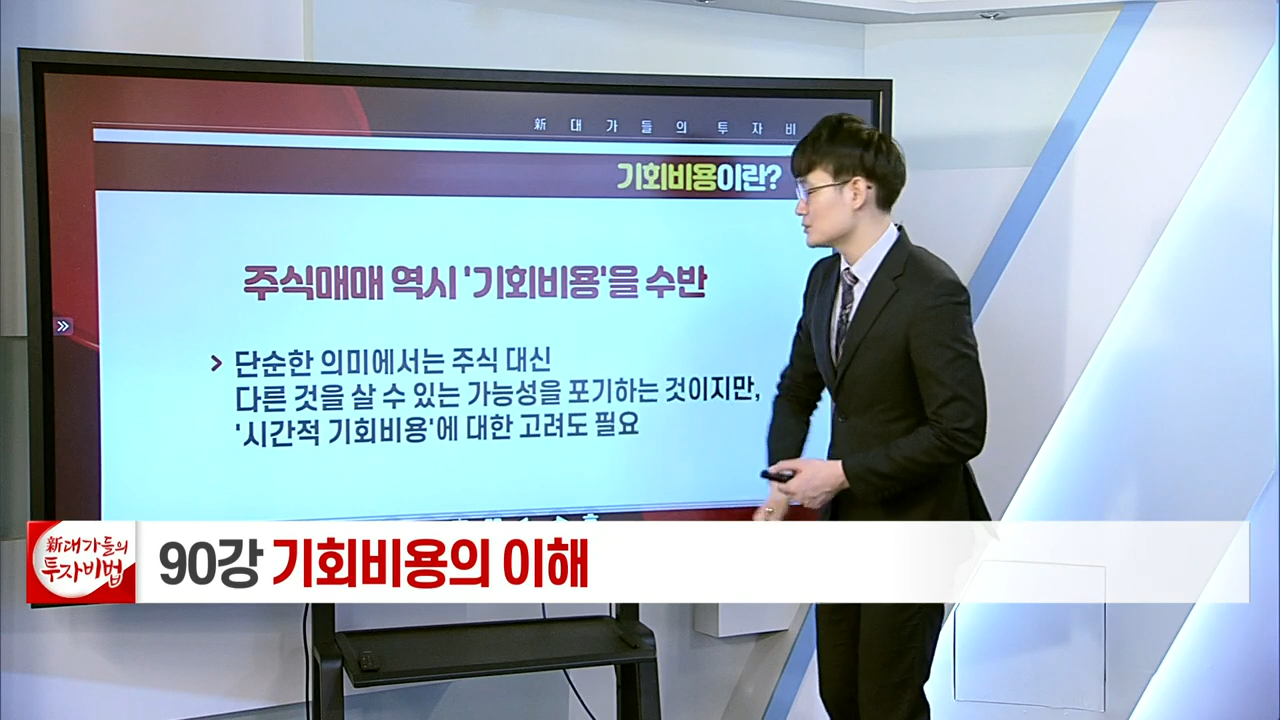 新 대 가 들 의 투 자 비
기회비용이란?
주식매매 역시 '기회비용'을 수반
단순한 의미에서는 주식 대신
다른 것을 살 수 있는 가능성을 포기하는 것이지만,
'시간적 기회비용'에 대한 고려도 필요
新대가들의
투자비법
90강 기회비용의 이해